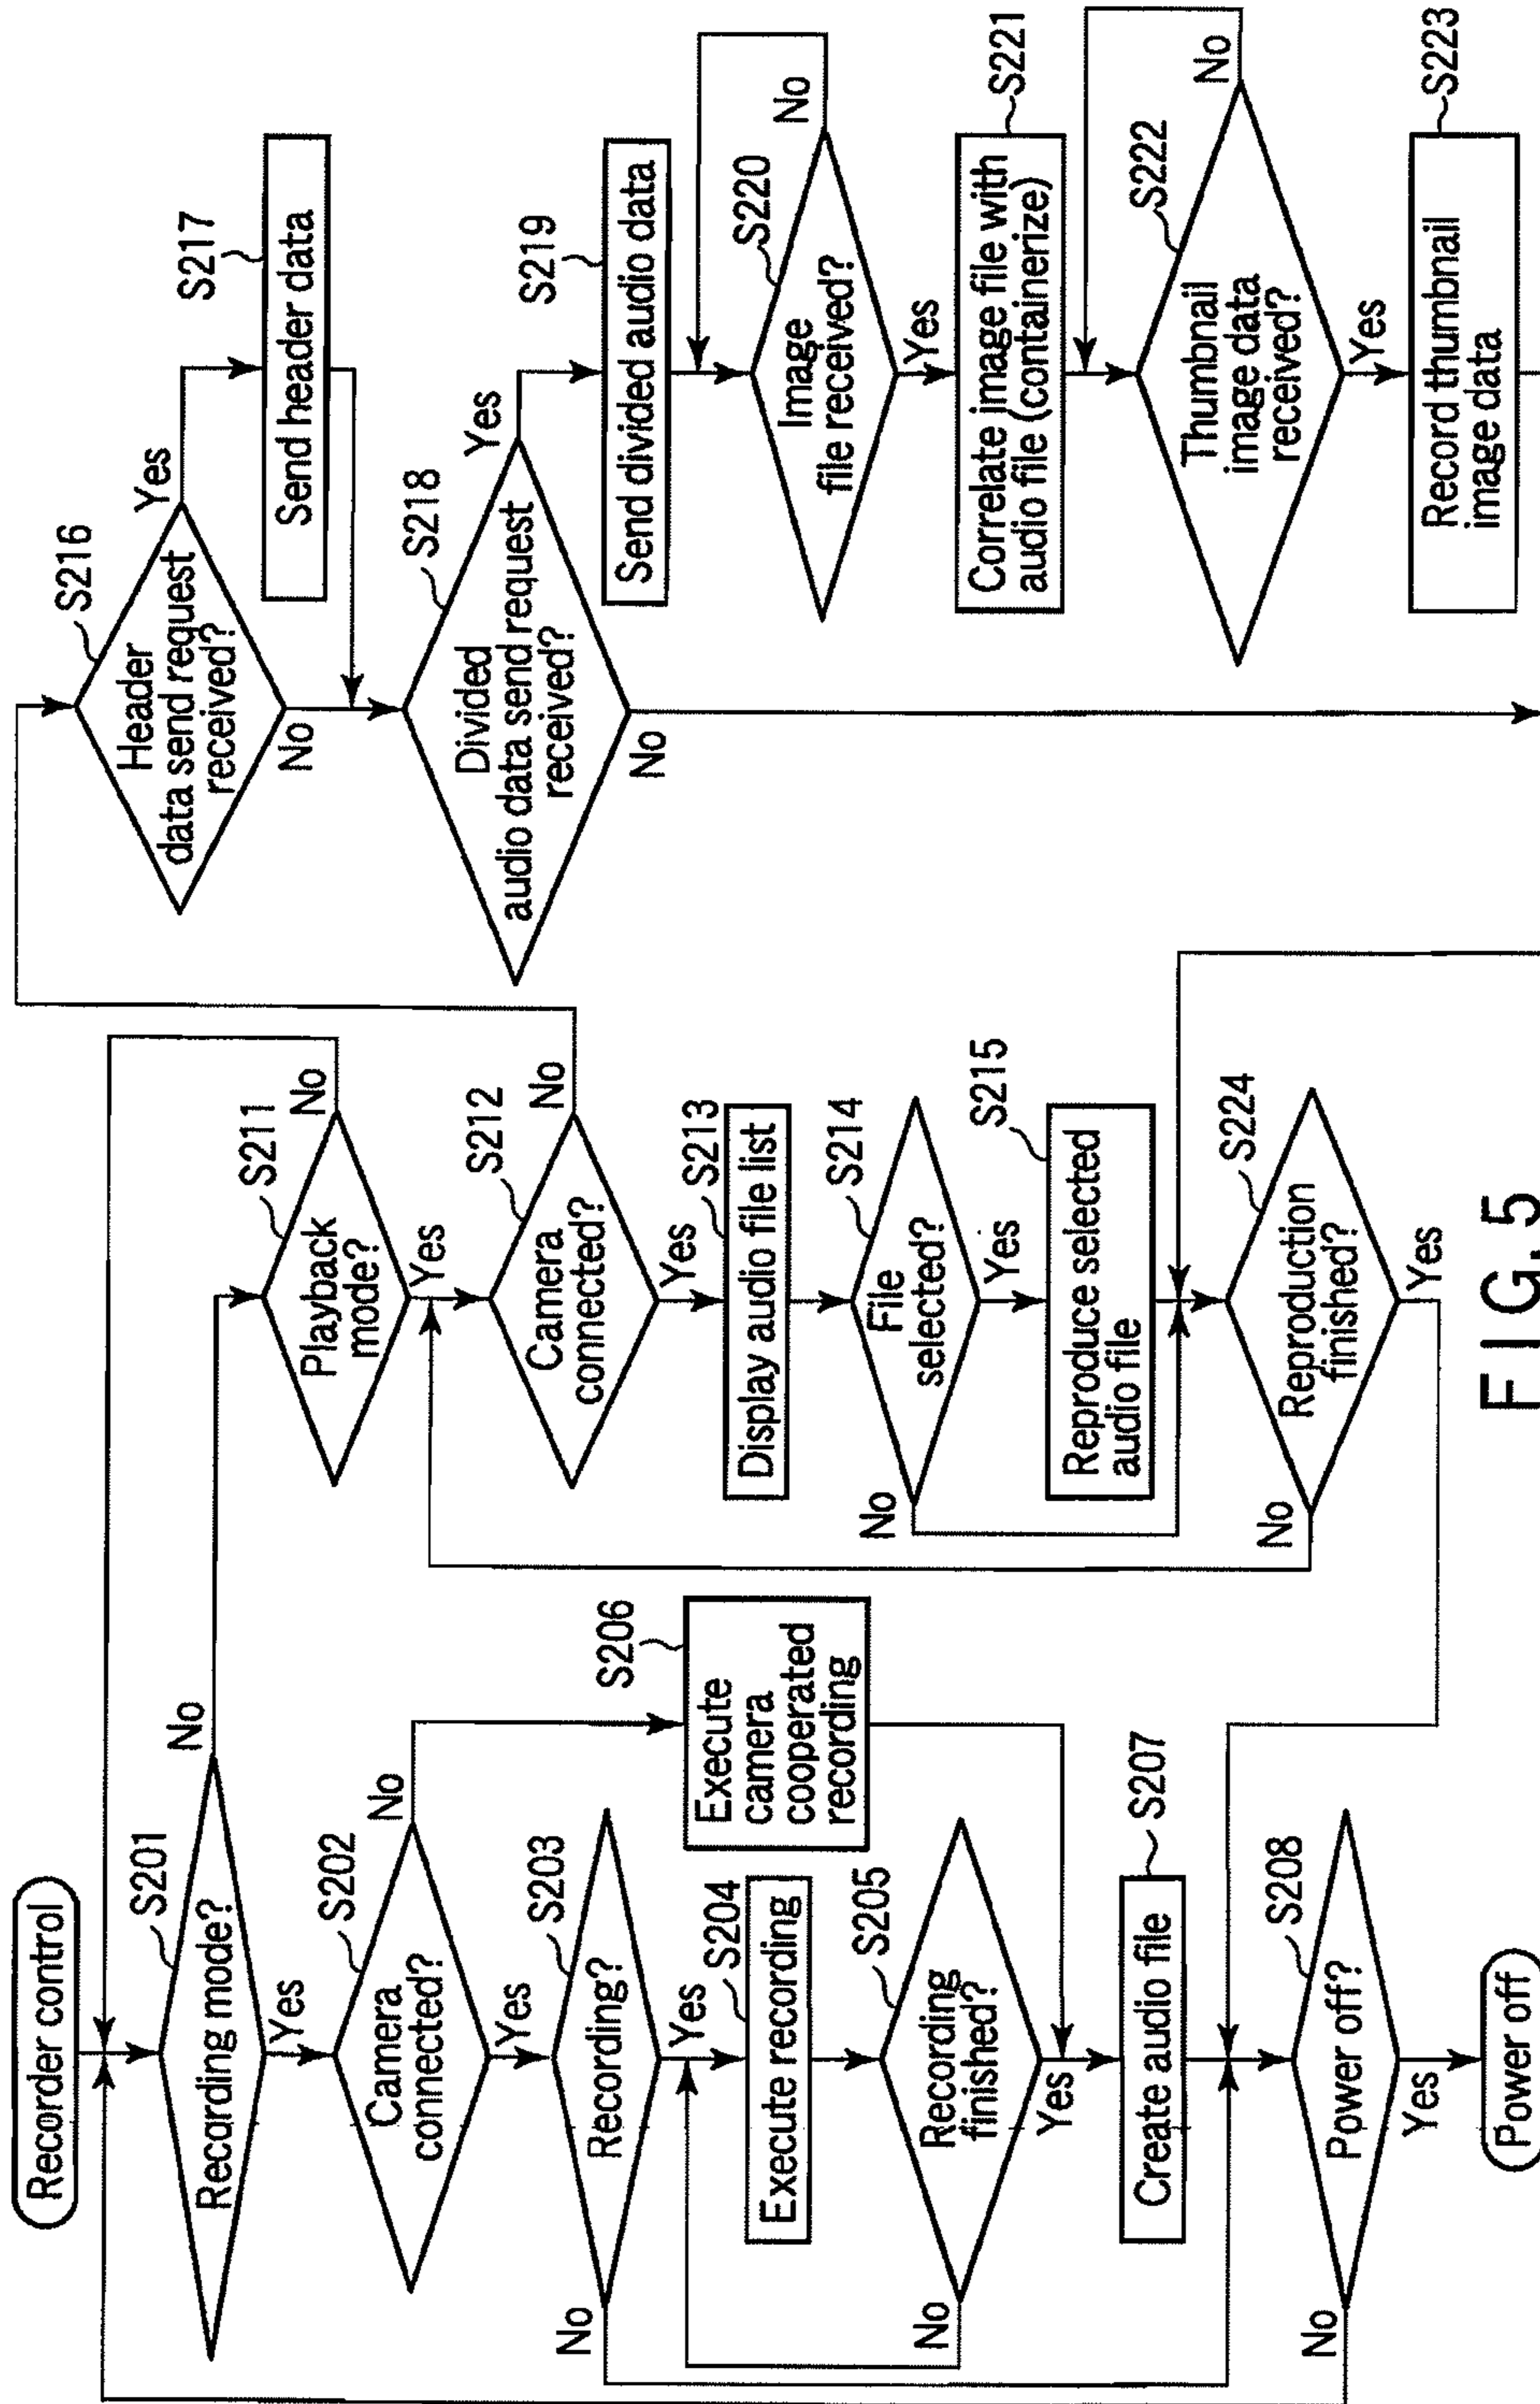 Recorder control
S201
Recording mode?
No
Yes
S202
Camera
connected?
No
Yes
S203
Recording?
No
Yes
S204
Execute recording
S205
Recording
finished?
No
Yes
S206
Execute
camera
cooperated
recording
S207
Create audio file
S208
Power off?
No
Yes
Power off
S211
Playback
mode?
No
Yes
S212
Camera
connected?
No
Yes
S213
Display audio file list
S214
File
selected?
No
Yes
S215
Reproduce selected
audio file
S224
Reproduction
finished?
No
Yes
S216
Header
data send request
received?
Yes
No
S217
Send header data
S218
Divided
audio data send request
received?
Yes
No
S219
Send divided audio data
S220
Image
file received?
No
Yes
S221
Correlate image file with
audio file (containerize)
S222
Thumbnail
image data
received?
No
Yes
S223
Record thumbnail
image data
FIG. 5